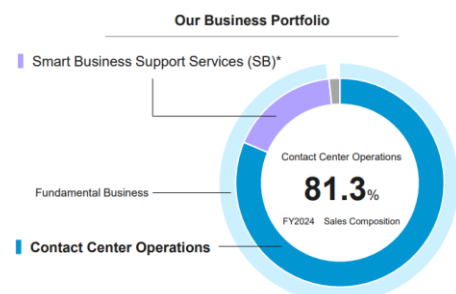 Our Business Portfolio
Smart Business Support Services (SB)*
Contact Center Operations
81.3%
FY2024 Sales Composition
Fundamental Business
Contact Center Operations